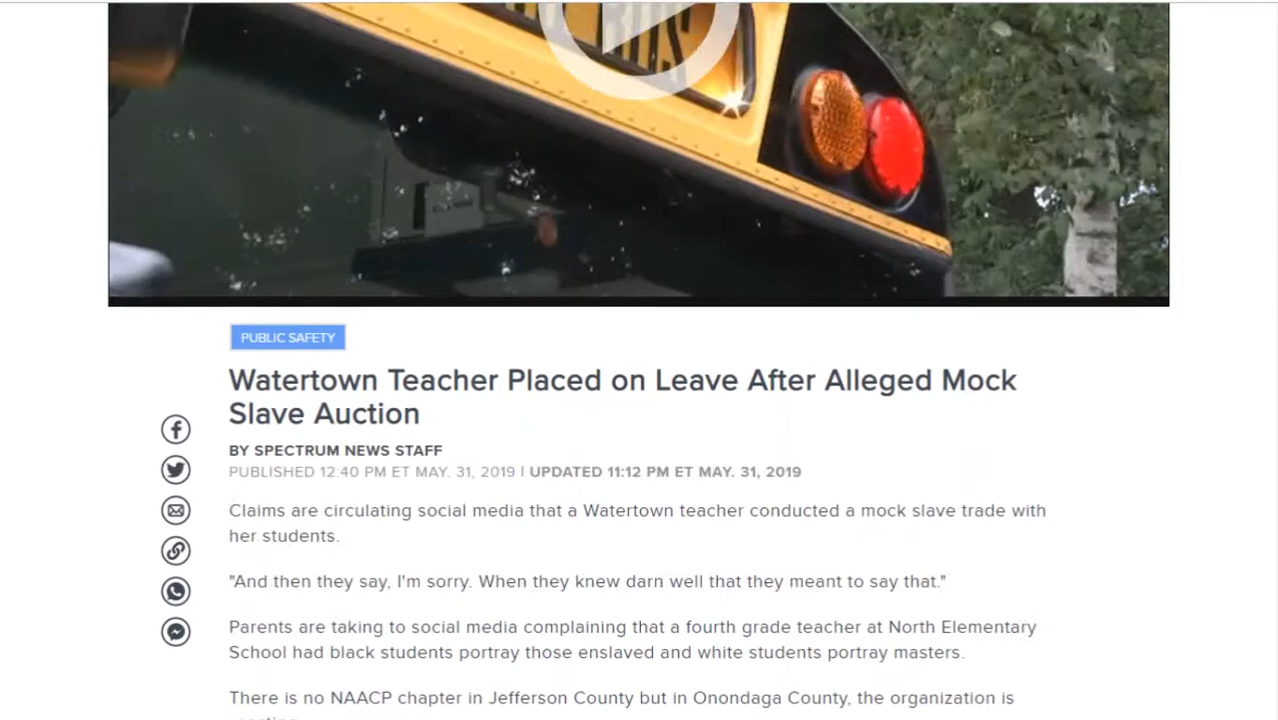 PUBLIC SAFETY
Watertown Teacher Placed on Leave After Alleged Mock
Slave Auction
BY SPECTRUM NEWS STAFF
PUBLISHED 12:40 PM ET MAY. 31, 2019 | UPDATED 11:12 PM ET MAY. 31, 2019
Claims are circulating social media that a Watertown teacher conducted a mock slave trade with
her students.
"And then they say, I'm sorry. When they knew darn well that they meant to say that."
Parents are taking to social media complaining that a fourth grade teacher at North Elementary
School had black students portray those enslaved and white students portray masters.
There is no NAACP chapter in Jefferson County but in Onondaga County, the organization is